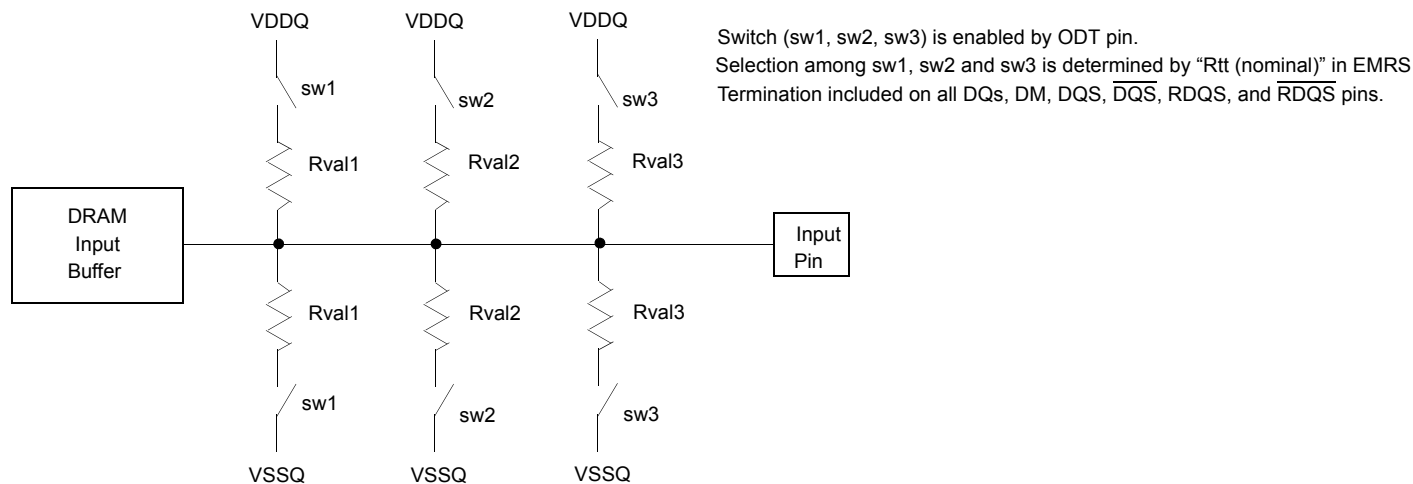 VDDQ VDDQ VDDQ
Switch (sw1, sw2, sw3) is enabled by ODT pin.
Selection among sw1, sw2 and sw3 is determined by “Rtt (nominal)” in EMRS
Termination included on all DQs, DM, DQS, D̅Q̅S̅, RDQS, and R̅D̅Q̅S̅ pins.
sw1 sw2 sw3
Rval1 Rval2 Rval3
DRAM
Input
Buffer
Input
Pin
Rval1 Rval2 Rval3
sw1 sw2 sw3
VSSQ VSSQ VSSQ